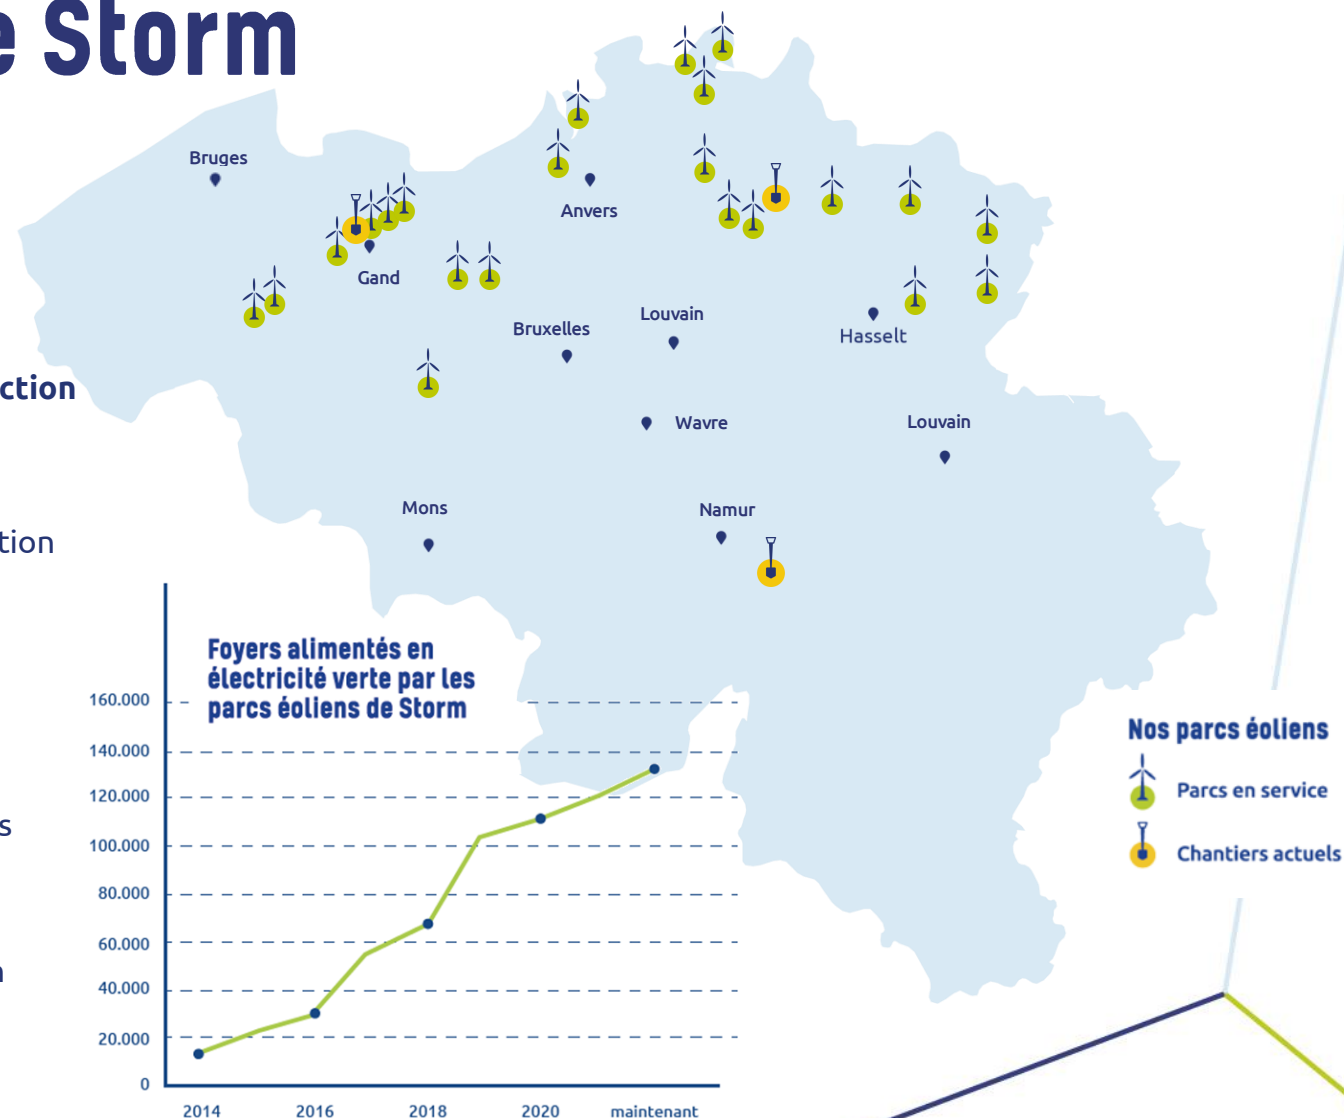 e Storm
Bruges
Anvers
Gand
Bruxelles
Louvain
Hasselt
ction
Wavre
Louvain
Mons
Namur
tion
Foyers alimentés en
électricité verte par les
parcs éoliens de Storm
160.000
140.000
120.000
100.000
80.000
60.000
40.000
20.000
0
2014
2016
2018
2020
maintenant
s
n
Nos parcs éoliens
Parcs en service
Chantiers actuels